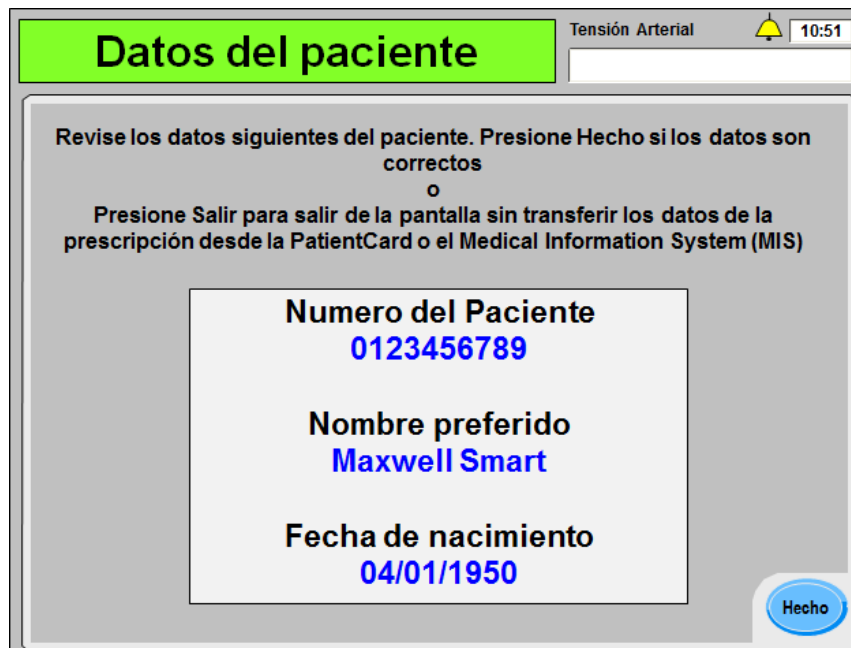 Datos del paciente
Tensión Arterial
10:51
Revise los datos siguientes del paciente. Presione Hecho si los datos son
correctos
o
Presione Salir para salir de la pantalla sin transferir los datos de la
prescripción desde la PatientCard o el Medical Information System (MIS)
Numero del Paciente
0123456789
Nombre preferido
Maxwell Smart
Fecha de nacimiento
04/01/1950
Hecho